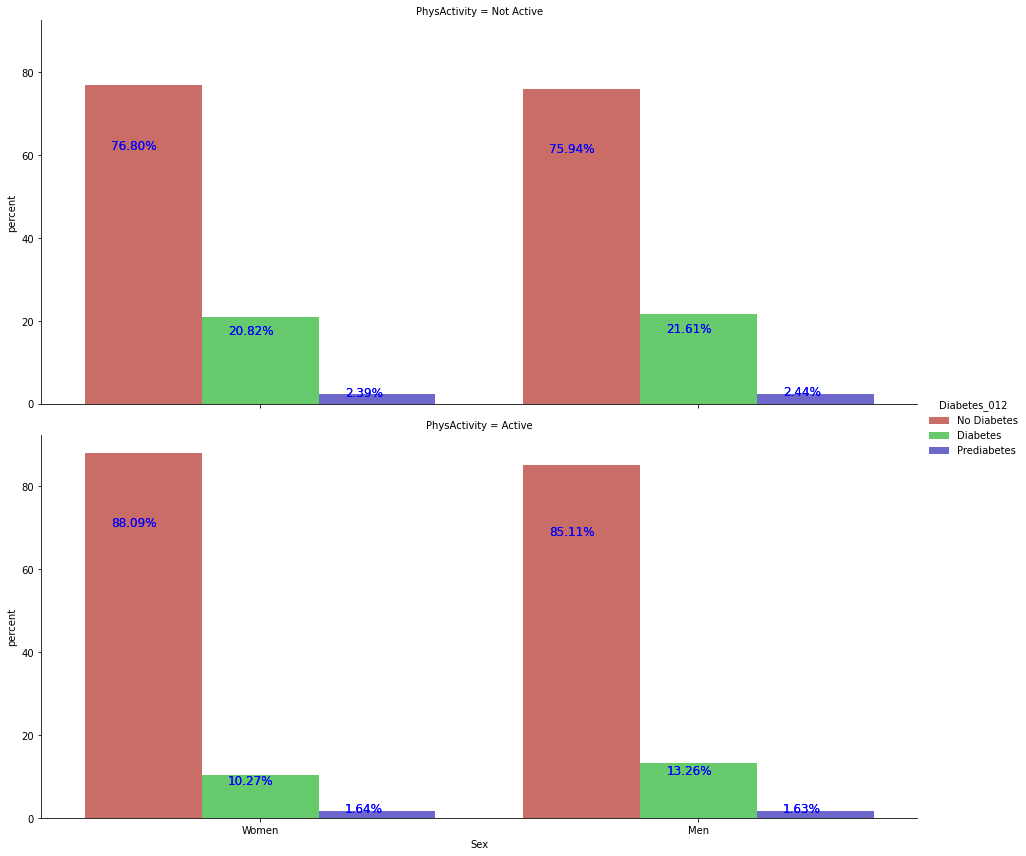 PhysActivity = Not Active
80
60
40
20
0
percent
76.80%
20.82%
2.39%
75.94%
21.61%
2.44%
Diabetes_012
No Diabetes
Diabetes
Prediabetes
PhysActivity = Active
80
60
40
20
0
percent
88.09%
10.27%
1.64%
85.11%
13.26%
1.63%
Women
Men
Sex